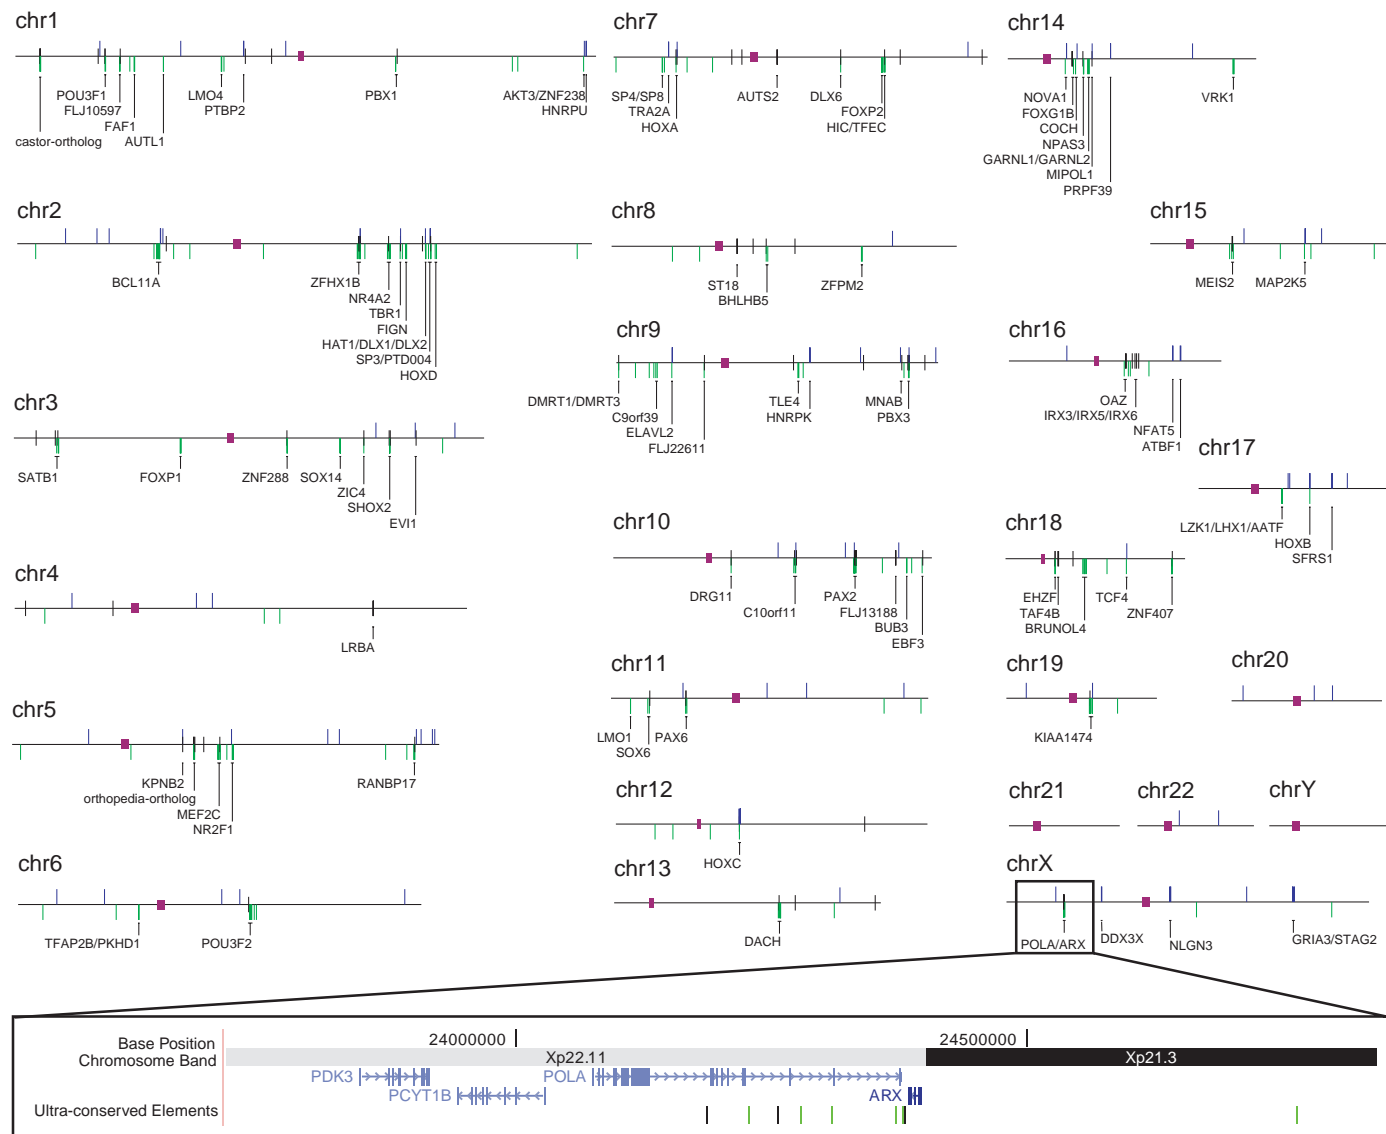 chr1
POU3F1
FLJ10597
FAF1
AUTL1
castor-ortholog
LMO4
PTBP2
PBX1
AKT3/ZNF238
HNRPU
chr2
BCL11A
ZFHX1B
NR4A2
TBR1
FIGN
HAT1/DLX1/DLX2
SP3/PTD004
HOXD
chr3
SATB1
FOXP1
ZNF288
SOX14
ZIC4
SHOX2
EVI1
chr4
LRBA
chr5
KPNB2
orthopedia-ortholog
MEF2C
NR2F1
RANBP17
chr6
TFAP2B/PKHD1
POU3F2
chr7
SP4/SP8
TRA2A
HOXA
AUTS2
DLX6
FOXP2
HIC/TFEC
chr8
ST18
BHLHB5
ZFPM2
chr9
DMRT1/DMRT3
C9orf39
ELAVL2
FLJ22611
TLE4
HNRPK
MNAB
PBX3
chr10
DRG11
C10orf11
PAX2
FLJ13188
BUB3
EBF3
chr11
LMO1
SOX6
PAX6
chr12
HOXC
chr13
DACH
chr14
NOVA1
FOXG1B
COCH
NPAS3
GARNL1/GARNL2
MIPOL1
PRPF39
VRK1
chr15
MEIS2
MAP2K5
chr16
OAZ
IRX3/IRX5/IRX6
NFAT5
ATBF1
chr17
LZK1/LHX1/AATF
HOXB
SFRS1
chr18
EHZF
TAF4B
BRUNOL4
TCF4
ZNF407
chr19
KIAA1474
chr20
chr21
chr22
chrY
chrX
POLA/ARX
DDX3X
NLGN3
GRIA3/STAG2
Base Position
24000000
24500000
Chromosome Band
Xp22.11
Xp21.3
PDK3
POLA
PCYT1B
ARX
Ultra-conserved Elements